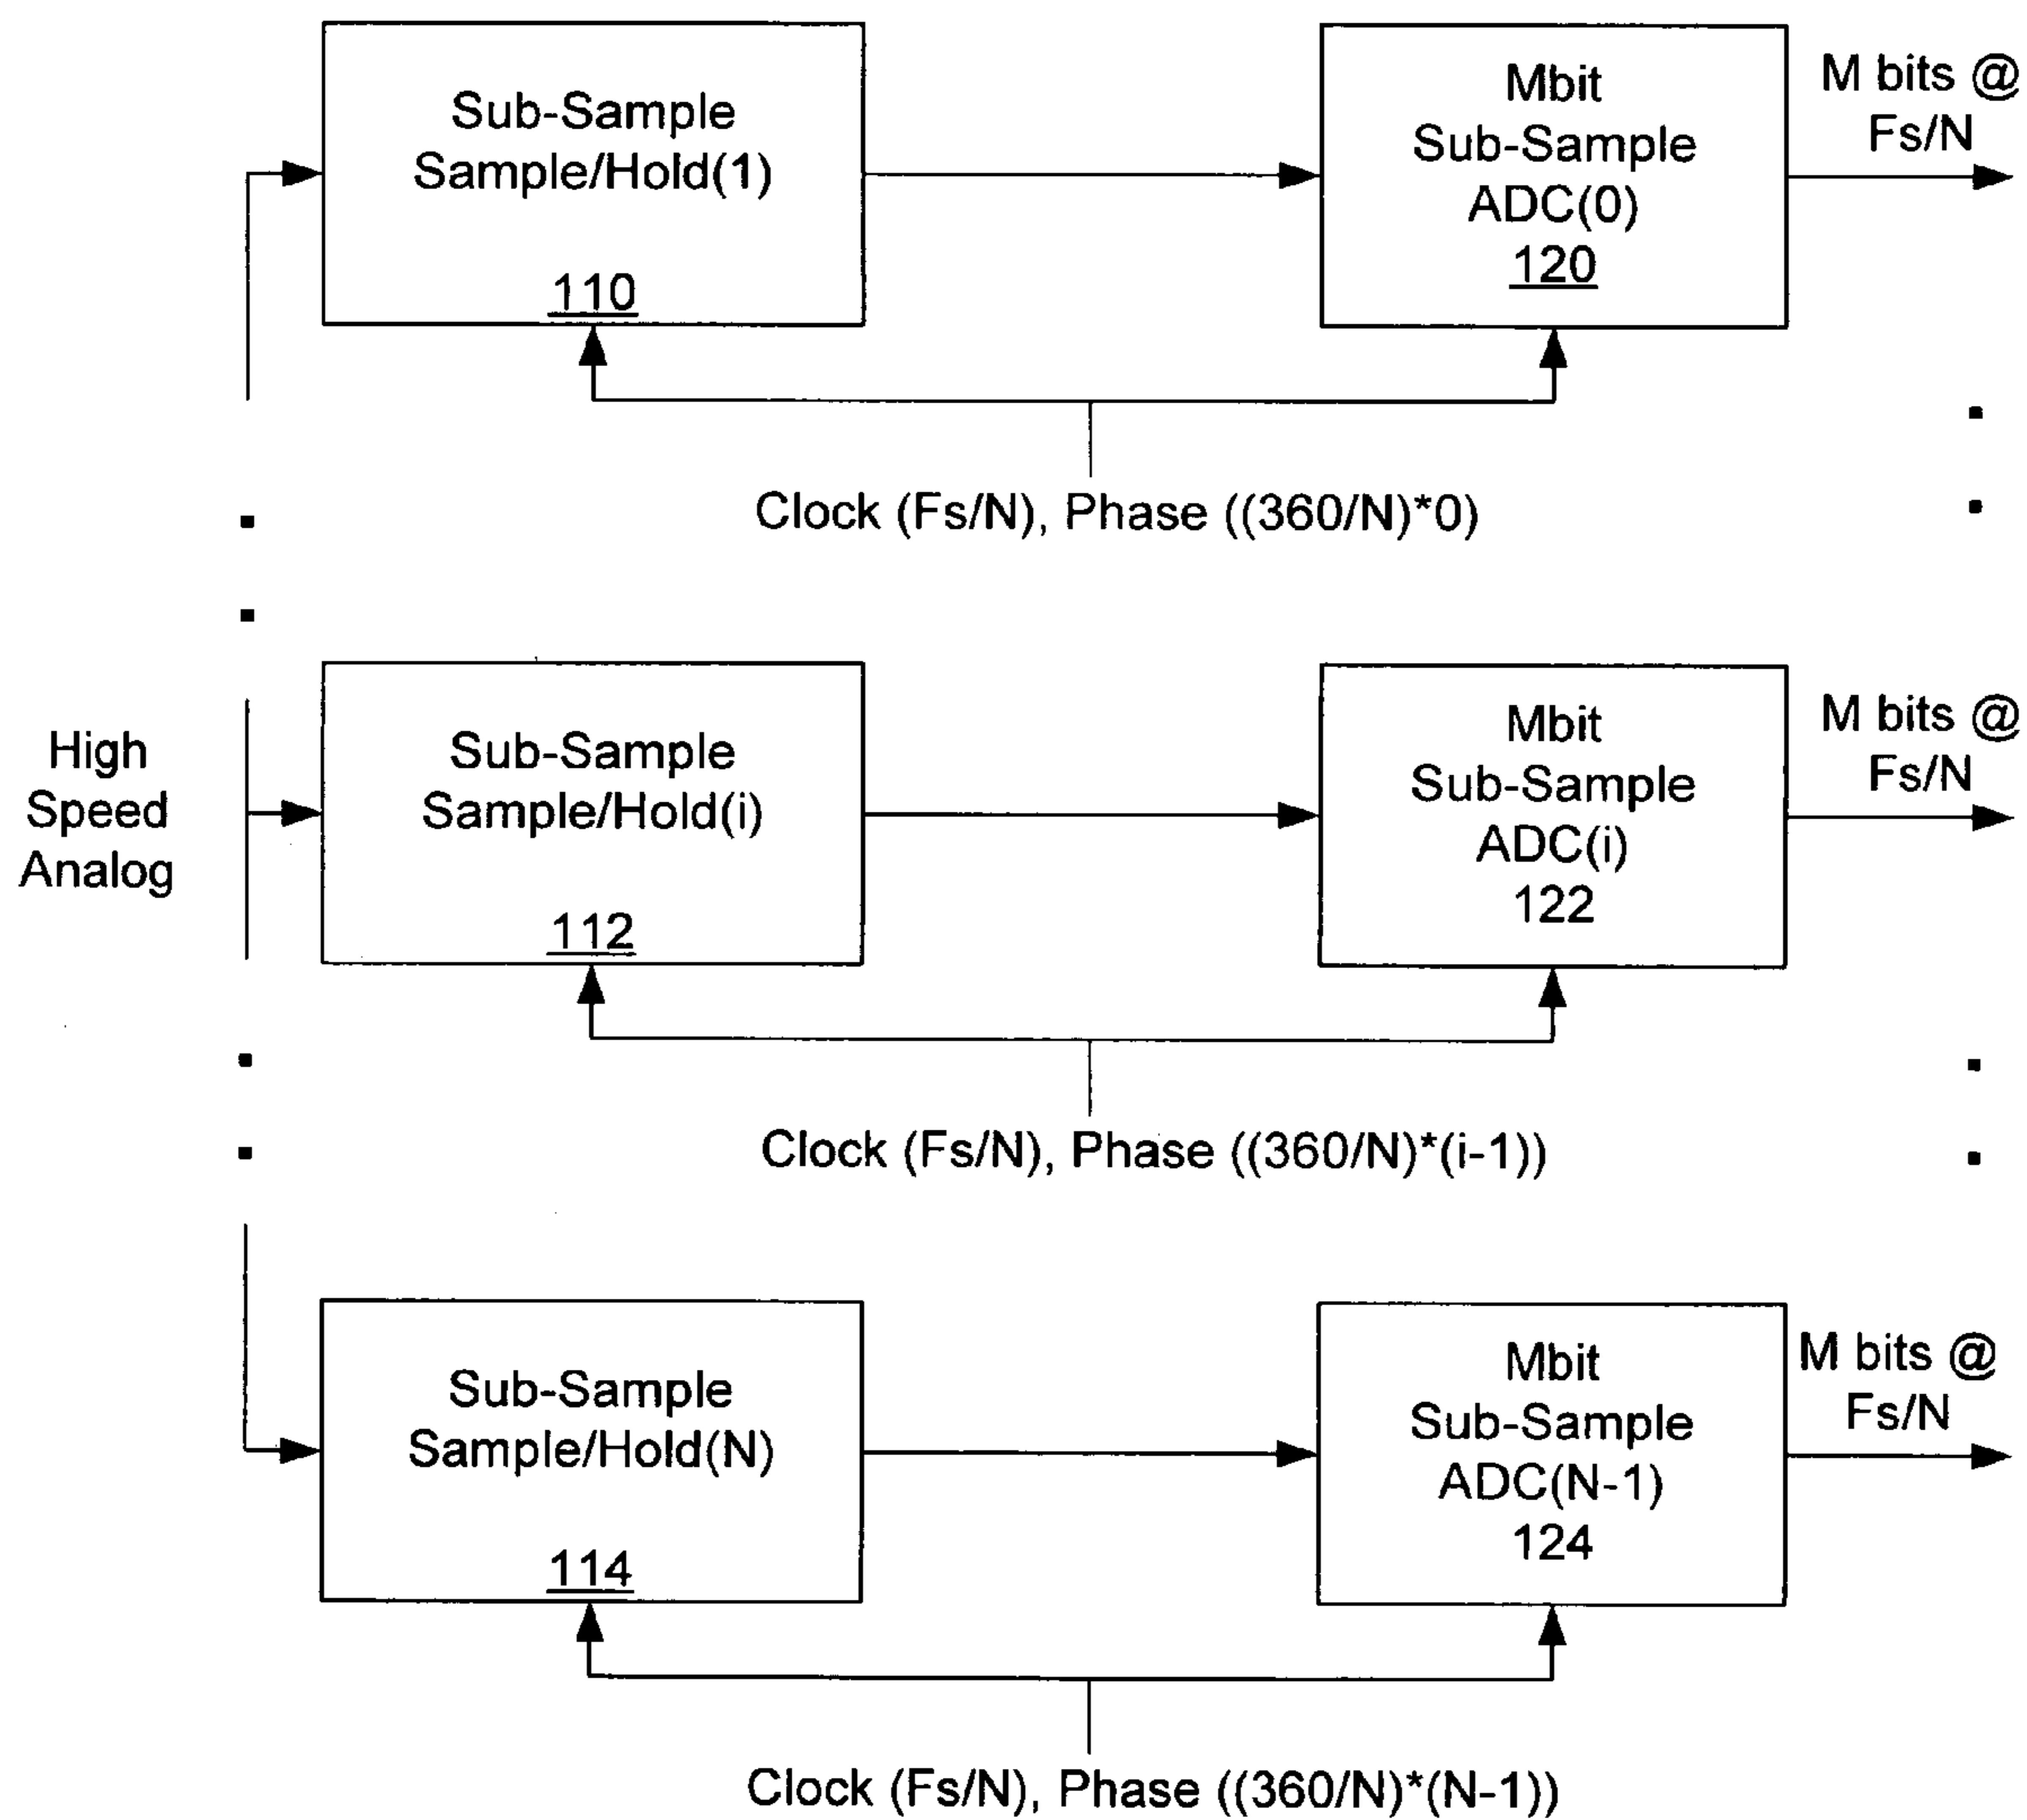 Sub-Sample
Sample/Hold(1)
110
Mbit
Sub-Sample
ADC(0)
120
M bits @
Fs/N
Clock (Fs/N), Phase ((360/N)*0)
High
Speed
Analog
Sub-Sample
Sample/Hold(i)
112
Mbit
Sub-Sample
ADC(i)
122
M bits @
Fs/N
Clock (Fs/N), Phase ((360/N)*(i-1))
Sub-Sample
Sample/Hold(N)
114
Mbit
Sub-Sample
ADC(N-1)
124
M bits @
Fs/N
Clock (Fs/N), Phase ((360/N)*(N-1))